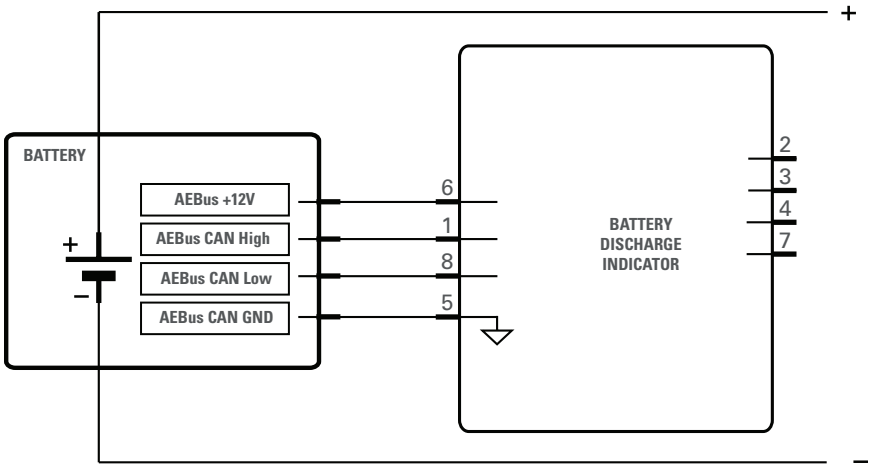 +
BATTERY
AEBus +12V
AEBus CAN High
AEBus CAN Low
AEBus CAN GND
+
–
6
1
8
5
BATTERY
DISCHARGE
INDICATOR
2
3
4
7
–